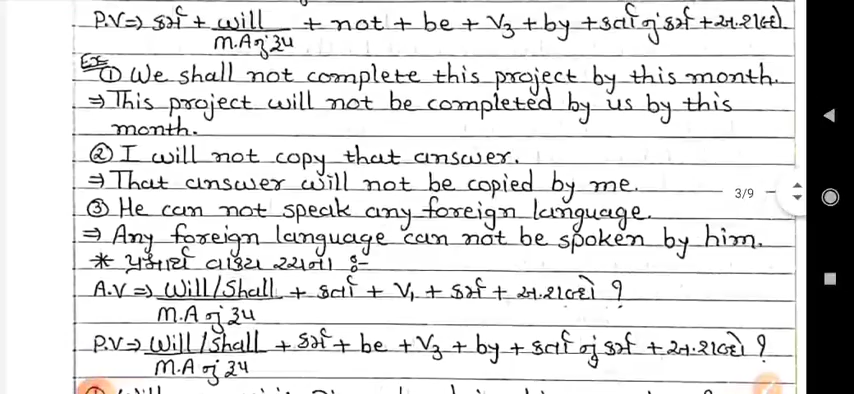 P.V⇒ કર્મ + will + not + be + V₃ + by + કર્તાનું કર્મ + અ.શબ્દો.
M.A નું રૂપ
Ex ① We shall not complete this project by this month.
⇒ This project will not be completed by us by this
month.
② I will not copy that answer.
⇒ That answer will not be copied by me.
③ He can not speak any foreign language.
⇒ Any foreign language can not be spoken by him.
* પ્રશ્નાર્થ વાક્ય રચના :-
A.V ⇒ Will/Shall + કર્તા + V₁ + કર્મ + અ.શબ્દો ?
M.A નું રૂપ
P.V ⇒ Will/Shall + કર્મ + be + V₃ + by + કર્તાનું કર્મ + અ.શબ્દો ?
M.A નું રૂપ
3/9